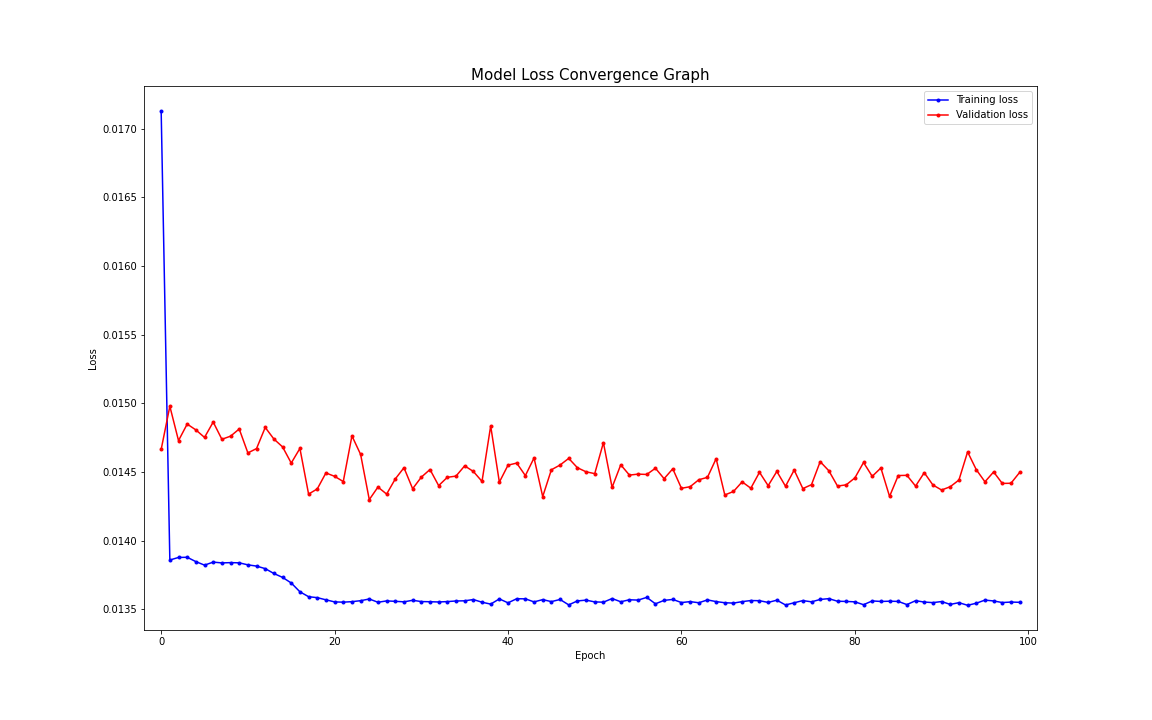 Model Loss Convergence Graph
Training loss
Validation loss
0.0170
0.0165
0.0160
0.0155
0.0150
0.0145
0.0140
0.0135
Loss
0 20 40 60 80 100
Epoch